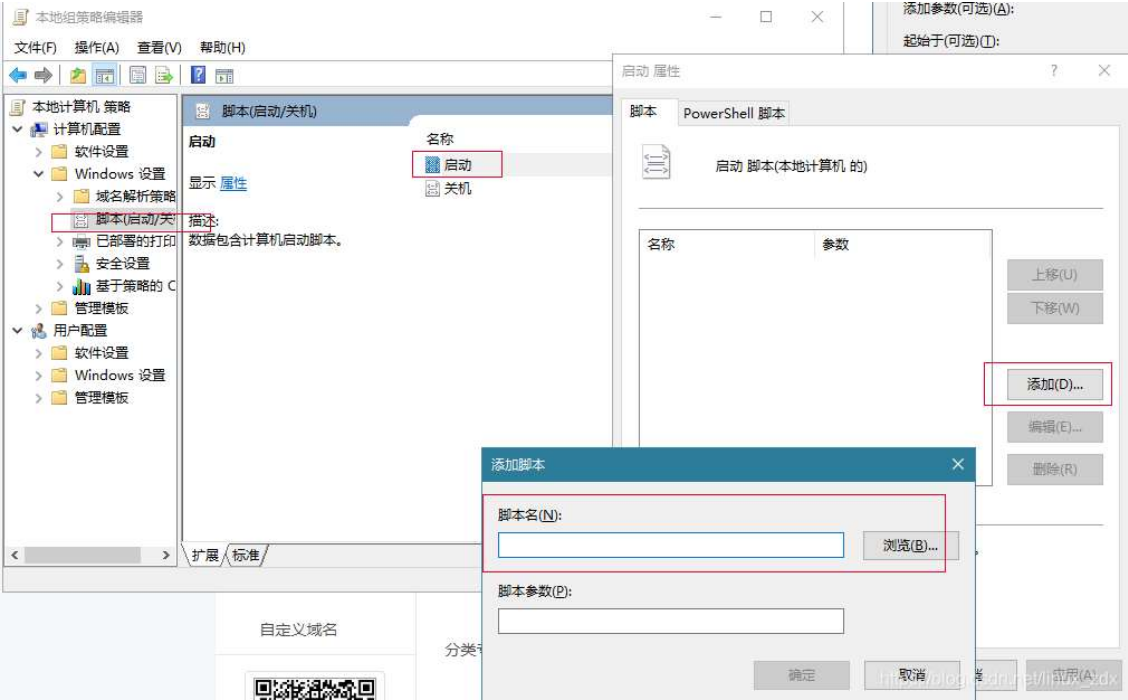 本地组策略编辑器
文件(F) 操作(A) 查看(V) 帮助(H)
本地计算机 策略
计算机配置
软件设置
Windows 设置
域名解析策略
脚本(启动/关
已部署的打印
安全设置
基于策略的 C
管理模板
用户配置
软件设置
Windows 设置
管理模板
脚本(启动/关机)
启动
显示 属性
描述:
数据包含计算机启动脚本。
名称
启动
关机
扩展 标准
添加参数(可选)(A):
起始于(可选)(T):
启动 属性
脚本 PowerShell 脚本
启动 脚本(本地计算机 的)
名称 参数
上移(U)
下移(W)
添加(D)...
编辑(E)...
删除(R)
添加脚本
脚本名(N):
浏览(B)...
脚本参数(P):
确定 取消
应用(A)
自定义域名
分类